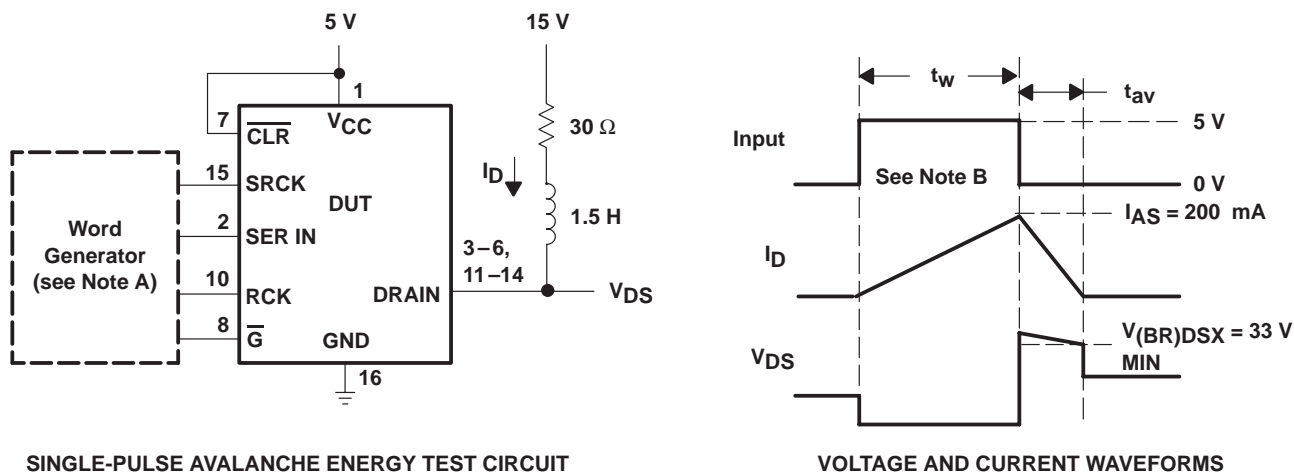 5 V
15 V
1
7
CLR
VCC
30 Ω
ID
15
SRCK
DUT
1.5 H
Word
Generator
(see Note A)
2
SER IN
3–6,
11–14
10
RCK
DRAIN
VDS
8
G
GND
16
SINGLE-PULSE AVALANCHE ENERGY TEST CIRCUIT
tw
tav
Input
5 V
See Note B
0 V
IAS = 200 mA
ID
V(BR)DSX = 33 V
MIN
VDS
VOLTAGE AND CURRENT WAVEFORMS